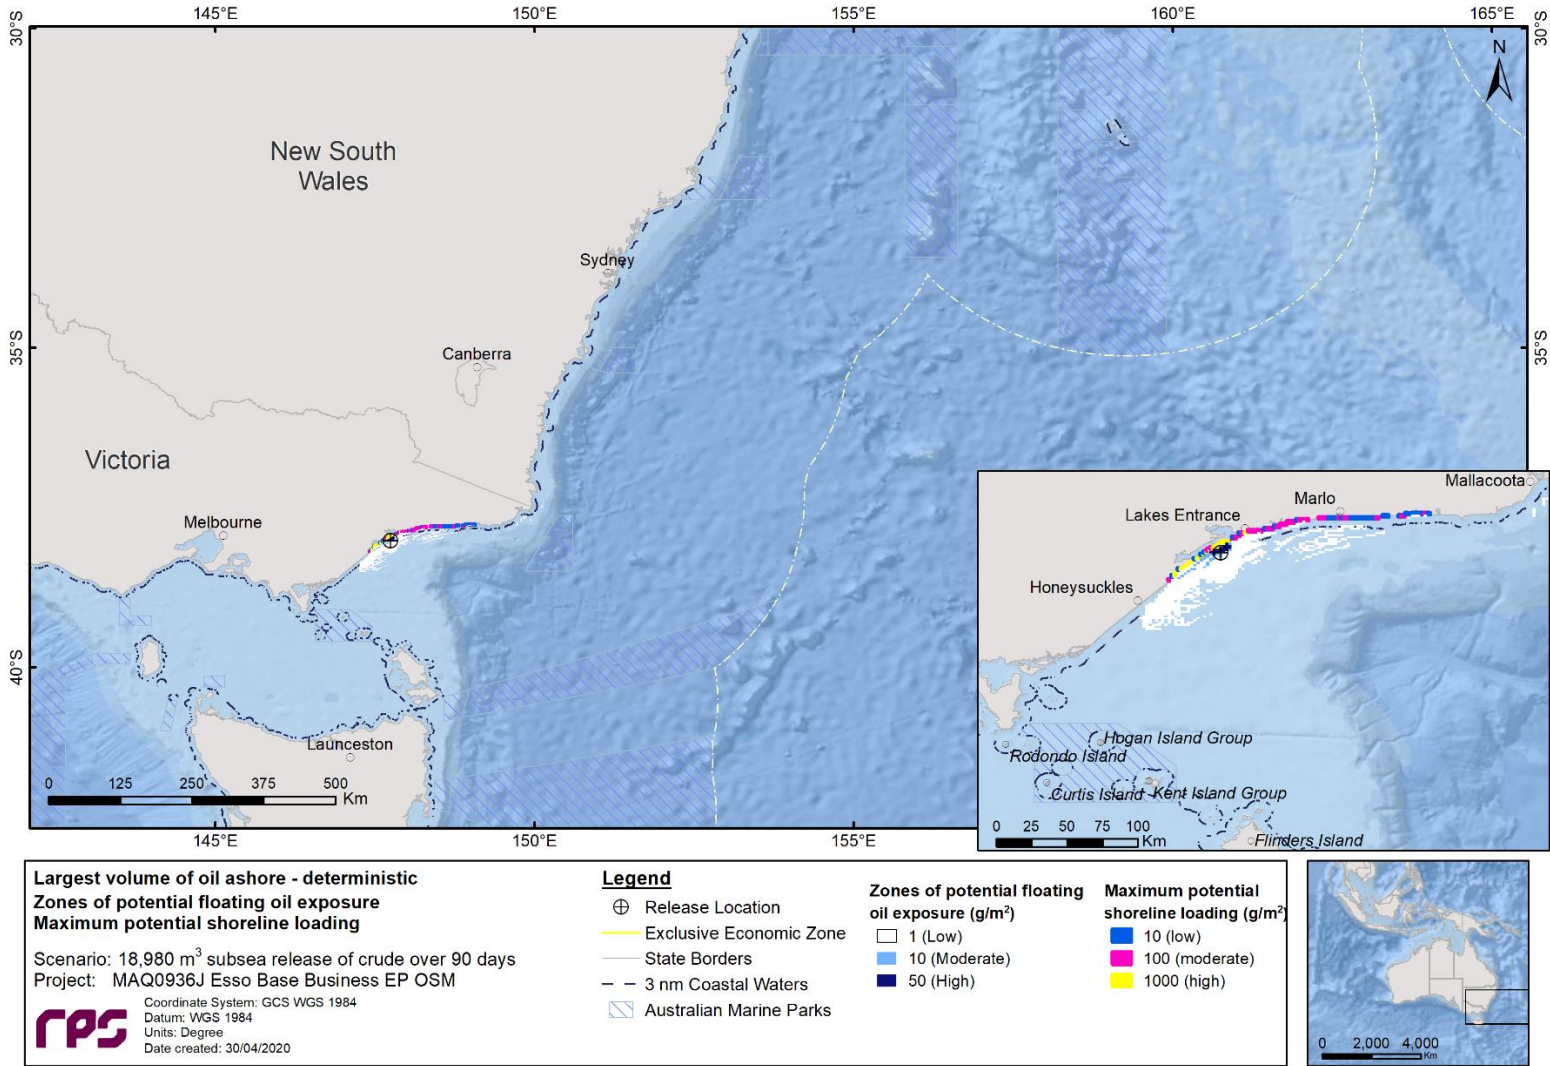 145°E
150°E
155°E
160°E
165°E
30°S
30°S
N
New South
Wales
Sydney
35°S
35°S
Canberra
Victoria
Melbourne
40°S
Launceston
0 125 250 375 500
Km
145°E
150°E
155°E
Mallacoota
Marlo
Lakes Entrance
Honeysuckles
Hogan Island Group
Rodondo Island
Curtis Island
Kent Island Group
Flinders Island
0 25 50 75 100
Km
Largest volume of oil ashore - deterministic
Zones of potential floating oil exposure
Maximum potential shoreline loading
Scenario: 18,980 m³ subsea release of crude over 90 days
Project: MAQ0936J Esso Base Business EP OSM
rps
Coordinate System: GCS WGS 1984
Datum: WGS 1984
Units: Degree
Date created: 30/04/2020
Legend
Release Location
Exclusive Economic Zone
State Borders
3 nm Coastal Waters
Australian Marine Parks
Zones of potential floating
oil exposure (g/m²)
1 (Low)
10 (Moderate)
50 (High)
Maximum potential
shoreline loading (g/m²)
10 (low)
100 (moderate)
1000 (high)
0 2,000 4,000
Km